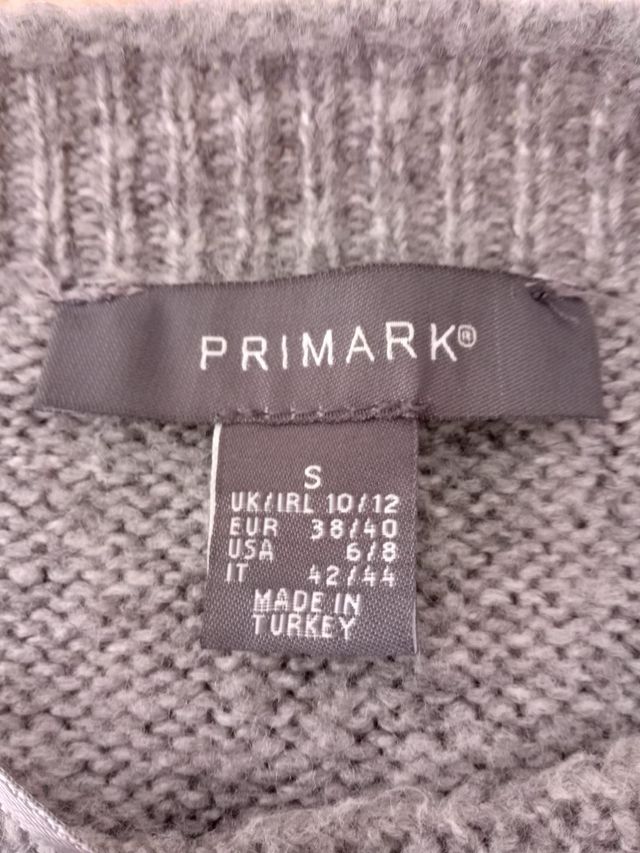 PRIMARK®
S
UK/IRL 10/12
EUR 38/40
USA 6/8
IT 42/44
MADE IN
TURKEY